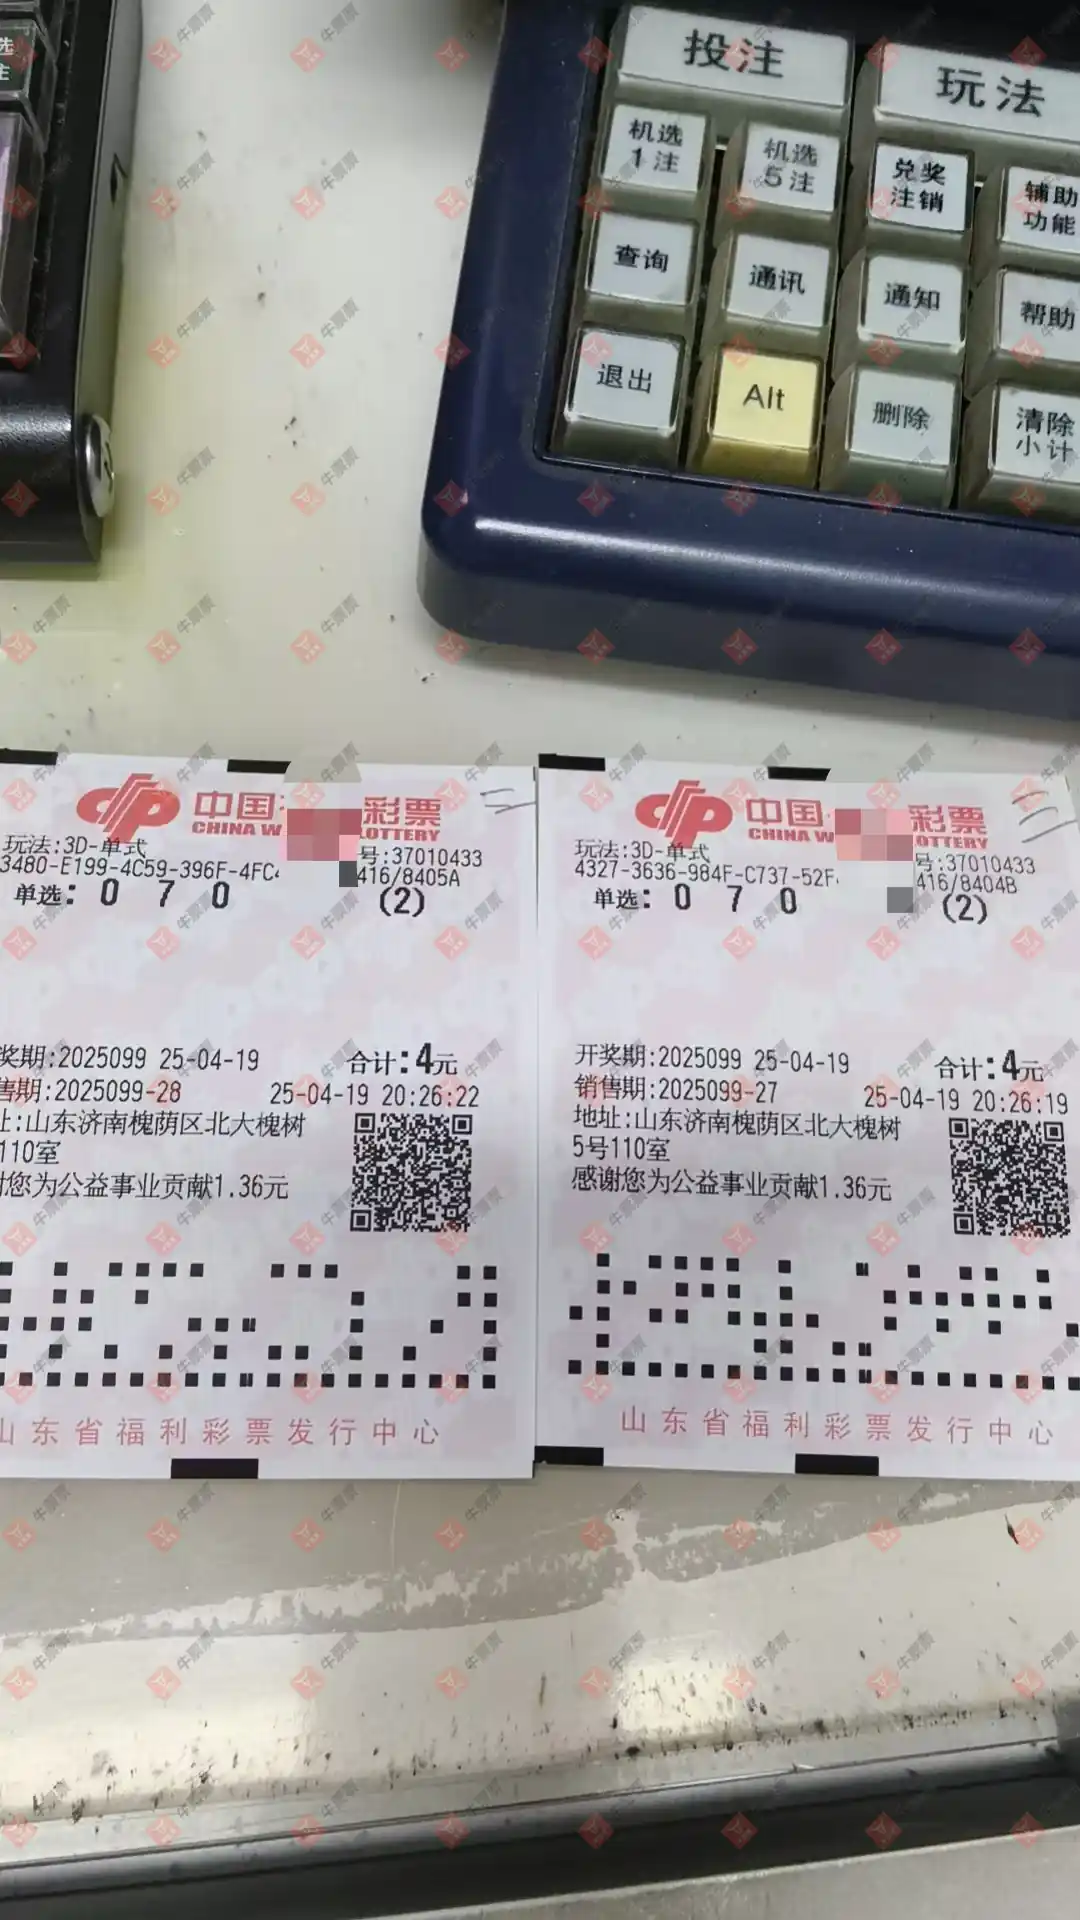 选
注
投注
玩法
机选
1注
机选
5注
兑奖
注销
辅助
功能
查询
通讯
通知
帮助
退出
Alt
删除
清除
小计
中国
彩票
CHINA W
LOTTERY
玩法:3D-单式
号:37010433
3480-E199-4C59-396F-4FC
416/8405A
单选: 0 7 0 (2)
奖期:2025099 25-04-19 合计:4元
售期:2025099-28 25-04-19 20:26:22
址:山东济南槐荫区北大槐树
110室
谢您为公益事业贡献1.36元
山东省福利彩票发行中心
中国
彩票
CHINA W
LOTTERY
玩法:3D-单式
号:37010433
4327-3636-984F-C737-52F
416/8404B
单选: 0 7 0 (2)
开奖期:2025099 25-04-19 合计:4元
销售期:2025099-27 25-04-19 20:26:19
地址:山东济南槐荫区北大槐树
5号110室
感谢您为公益事业贡献1.36元
山东省福利彩票发行中心
牛票票